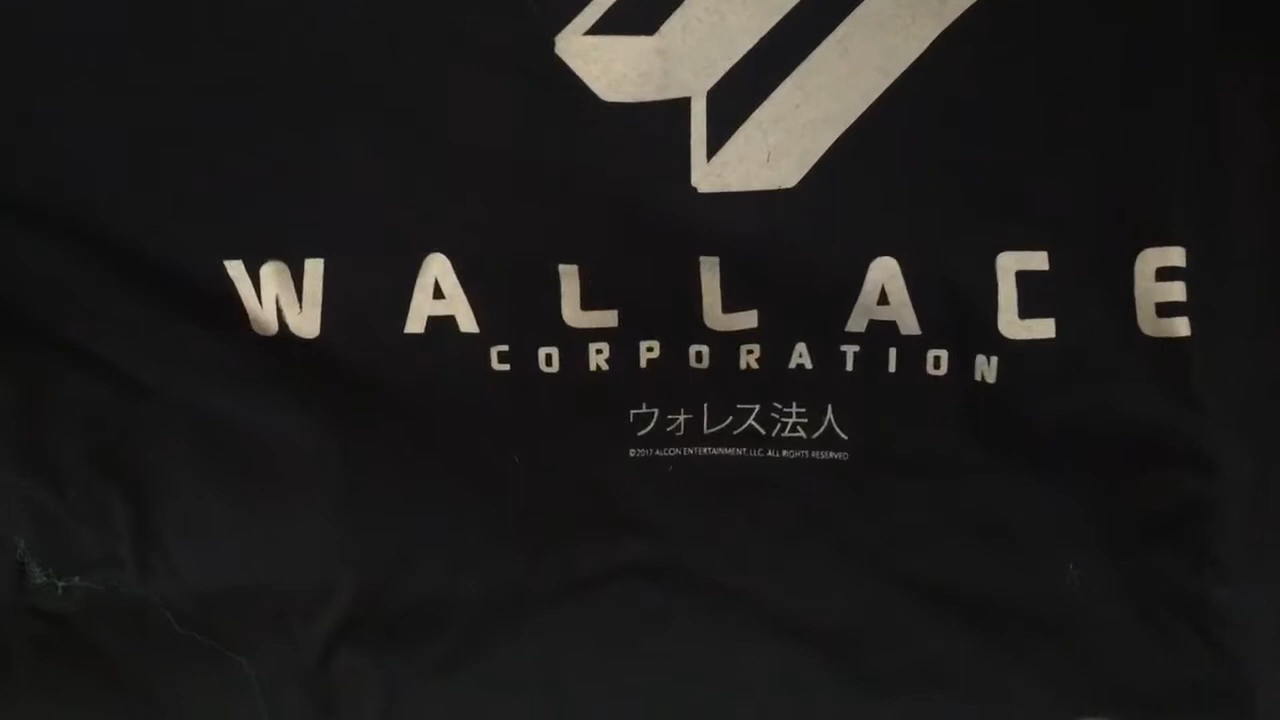 WALLACE
CORPORATION
ウォレス法人
©2017 ALCON ENTERTAINMENT, LLC. ALL RIGHTS RESERVED